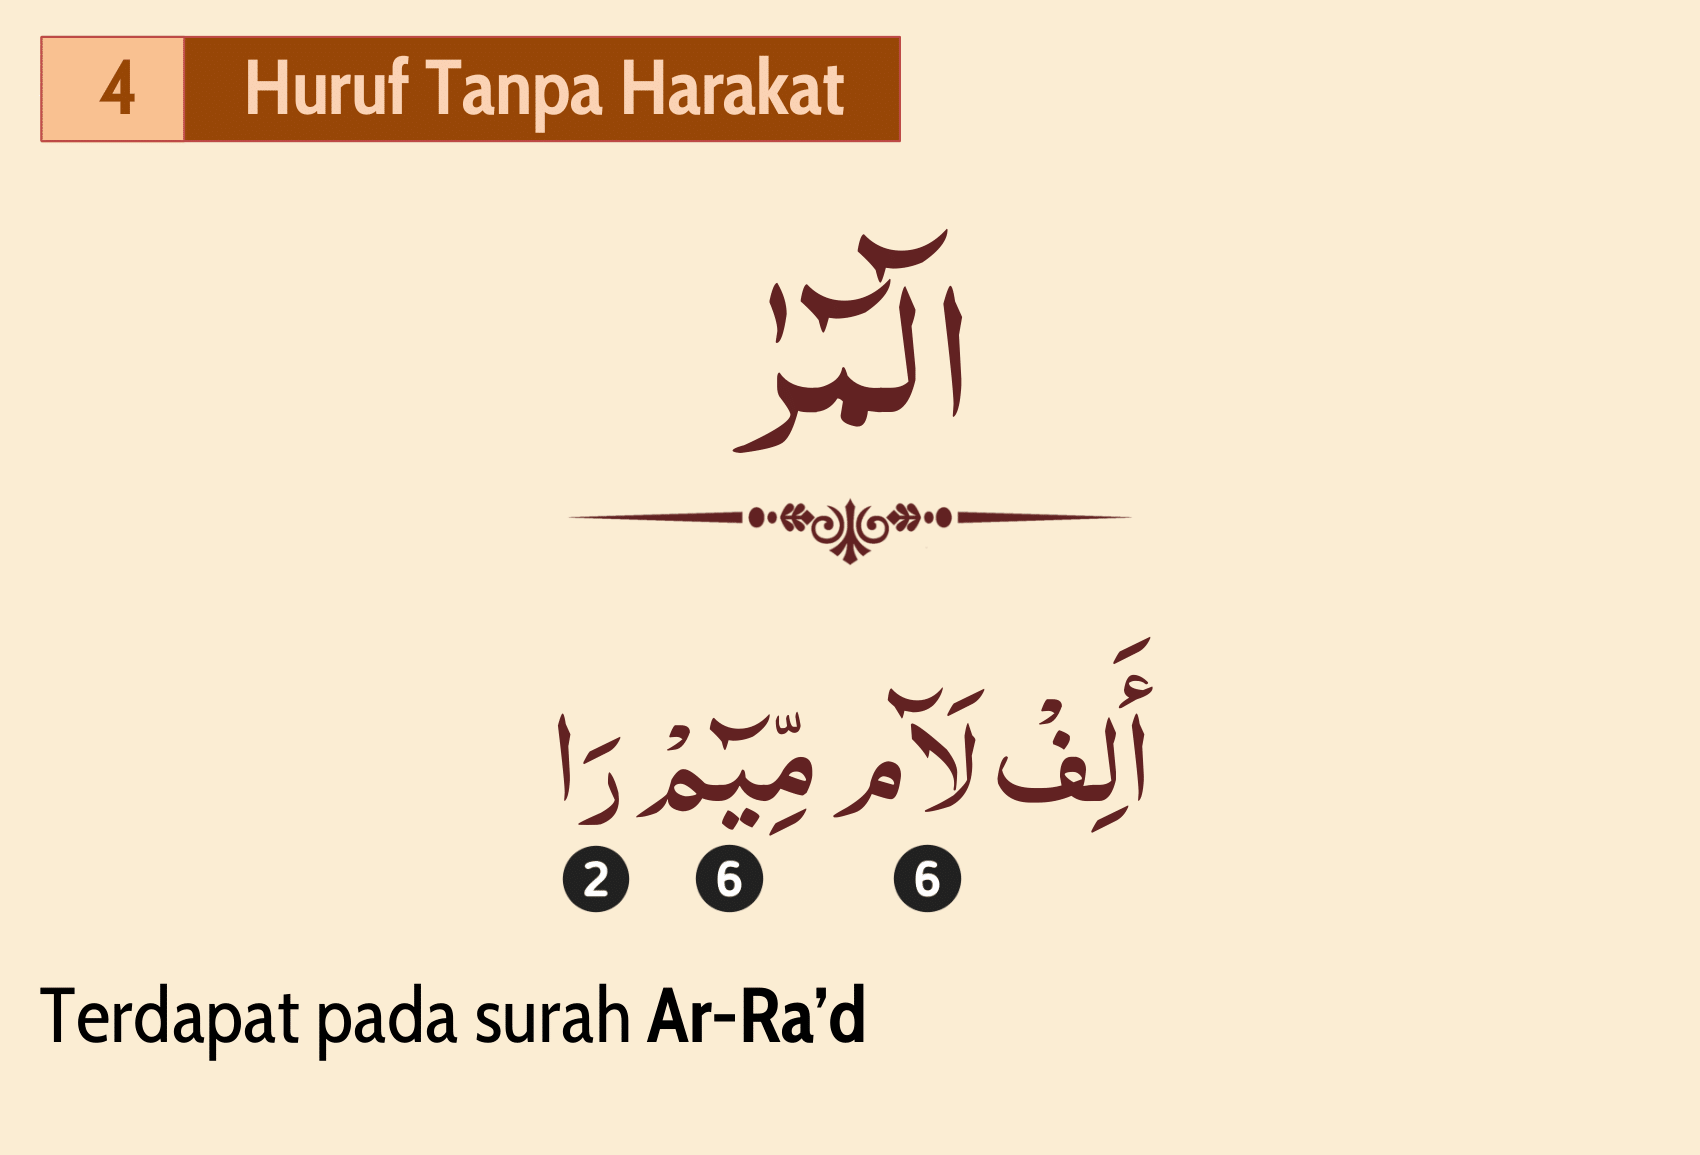 4 Huruf Tanpa Harakat
الٓمٓرٰ
أَلِفْ لَآم مِّيٓمْ رَا
2 6 6
Terdapat pada surah Ar-Ra’d